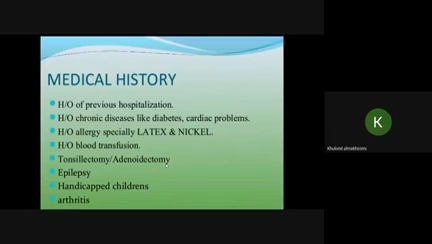 MEDICAL HISTORY
H/O of previous hospitalization.
H/O chronic diseases like diabetes, cardiac problems.
H/O allergy specially LATEX & NICKEL.
H/O blood transfusion.
Tonsillectomy/Adenoidectomy
Epilepsy
Handicapped childrens
arthritis
K